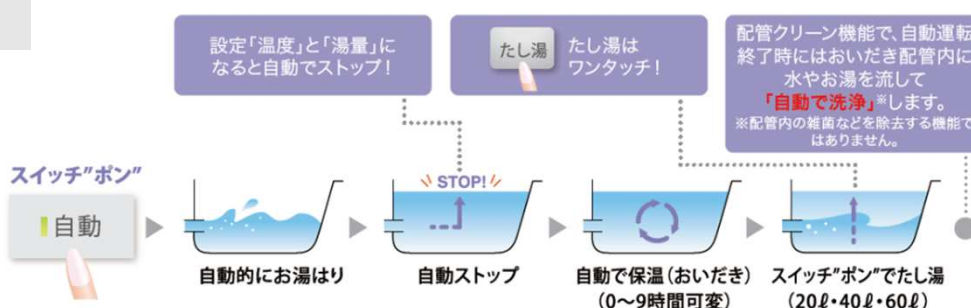 設定「温度」と「湯量」に
なると自動でストップ!
たし湯
たし湯は
ワンタッチ!
配管クリーン機能で、自動運転
終了時にはおいだき配管内に
水やお湯を流して
「自動で洗浄」※します。
※配管内の雑菌などを除去する機能で
はありません。
スイッチ"ポン"
自動
STOP!
自動的にお湯はり
自動ストップ
自動で保温(おいだき)
(0〜9時間可変)
スイッチ"ポン"でたし湯
(20ℓ・40ℓ・60ℓ)